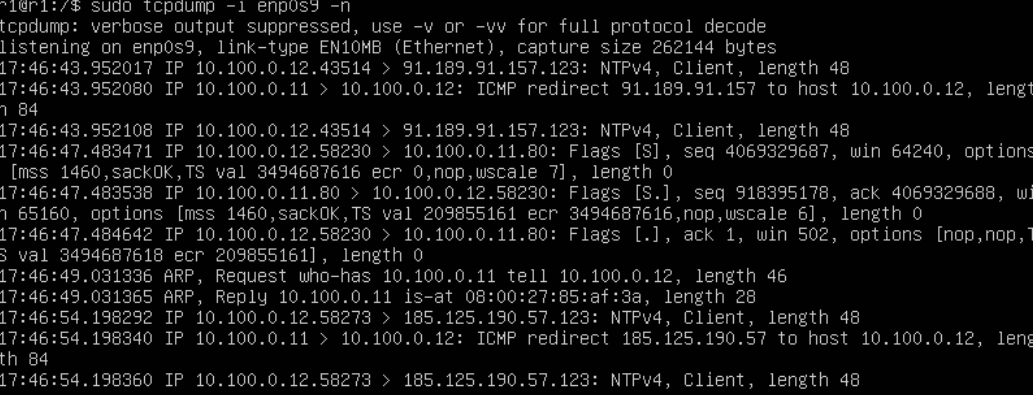 r1@r1:/$ sudo tcpdump -i enp0s9 -n
tcpdump: verbose output suppressed, use -v or -vv for full protocol decode
listening on enp0s9, link-type EN10MB (Ethernet), capture size 262144 bytes
17:46:43.952017 IP 10.100.0.12.43514 > 91.189.91.157.123: NTPv4, Client, length 48
17:46:43.952080 IP 10.100.0.11 > 10.100.0.12: ICMP redirect 91.189.91.157 to host 10.100.0.12, lengt
h 84
17:46:43.952108 IP 10.100.0.12.43514 > 91.189.91.157.123: NTPv4, Client, length 48
17:46:47.483471 IP 10.100.0.12.58230 > 10.100.0.11.80: Flags [S], seq 4069329687, win 64240, options
 [mss 1460,sackOK,TS val 3494687616 ecr 0,nop,wscale 7], length 0
17:46:47.483538 IP 10.100.0.11.80 > 10.100.0.12.58230: Flags [S.], seq 918395178, ack 4069329688, wi
n 65160, options [mss 1460,sackOK,TS val 209855161 ecr 3494687616,nop,wscale 6], length 0
17:46:47.484642 IP 10.100.0.12.58230 > 10.100.0.11.80: Flags [.], ack 1, win 502, options [nop,nop,T
S val 3494687618 ecr 209855161], length 0
17:46:49.031336 ARP, Request who-has 10.100.0.11 tell 10.100.0.12, length 46
17:46:49.031365 ARP, Reply 10.100.0.11 is-at 08:00:27:85:af:3a, length 28
17:46:54.198292 IP 10.100.0.12.58273 > 185.125.190.57.123: NTPv4, Client, length 48
17:46:54.198340 IP 10.100.0.11 > 10.100.0.12: ICMP redirect 185.125.190.57 to host 10.100.0.12, leng
th 84
17:46:54.198360 IP 10.100.0.12.58273 > 185.125.190.57.123: NTPv4, Client, length 48